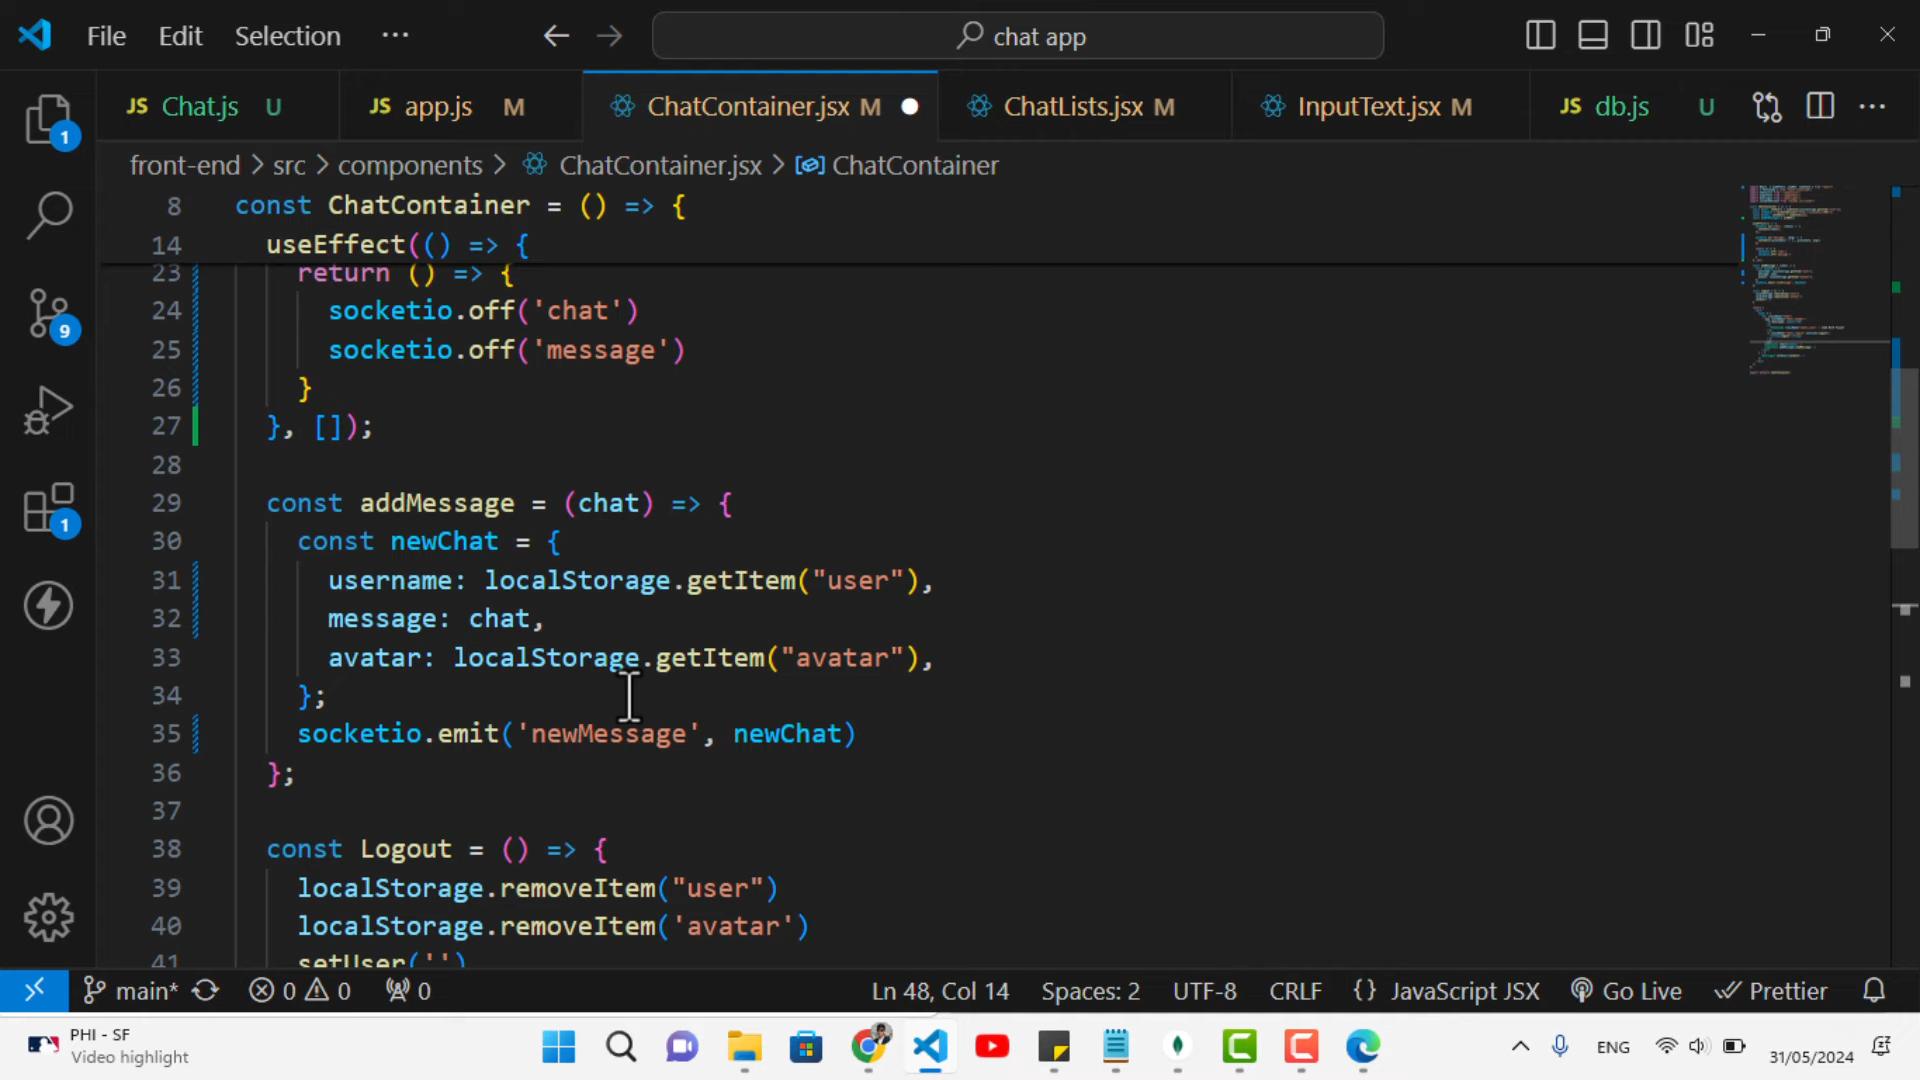 File Edit Selection ··· chat app
JS Chat.js U JS app.js M ChatContainer.jsx M ChatLists.jsx M InputText.jsx M JS db.js U ···
front-end > src > components > ChatContainer.jsx > ChatContainer
8 const ChatContainer = () => {
14 useEffect(() => {
23 return () => {
24 socketio.off('chat')
25 socketio.off('message')
26 }
27 }, []);
28
29 const addMessage = (chat) => {
30 const newChat = {
31 username: localStorage.getItem("user"),
32 message: chat,
33 avatar: localStorage.getItem("avatar"),
34 };
35 socketio.emit('newMessage', newChat)
36 };
37
38 const Logout = () => {
39 localStorage.removeItem("user")
40 localStorage.removeItem('avatar')
41 setUser('')
1
9
1
main* 0 0 0 Ln 48, Col 14 Spaces: 2 UTF-8 CRLF {} JavaScript JSX Go Live Prettier
PHI - SF
Video highlight
ENG
31/05/2024